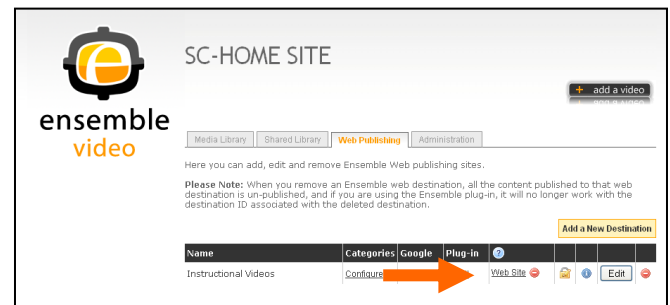 SC-HOME SITE
+ add a video
ensemble
video
Media Library Shared Library Web Publishing Administration
Here you can add, edit and remove Ensemble Web publishing sites.
Please Note: When you remove an Ensemble web destination, all the content published to that web
destination is un-published, and if you are using the Ensemble plug-in, it will no longer work with the
destination ID associated with the deleted destination.
Add a New Destination
Name Categories Google Plug-in ?
Instructional Videos Configure Web Site i Edit